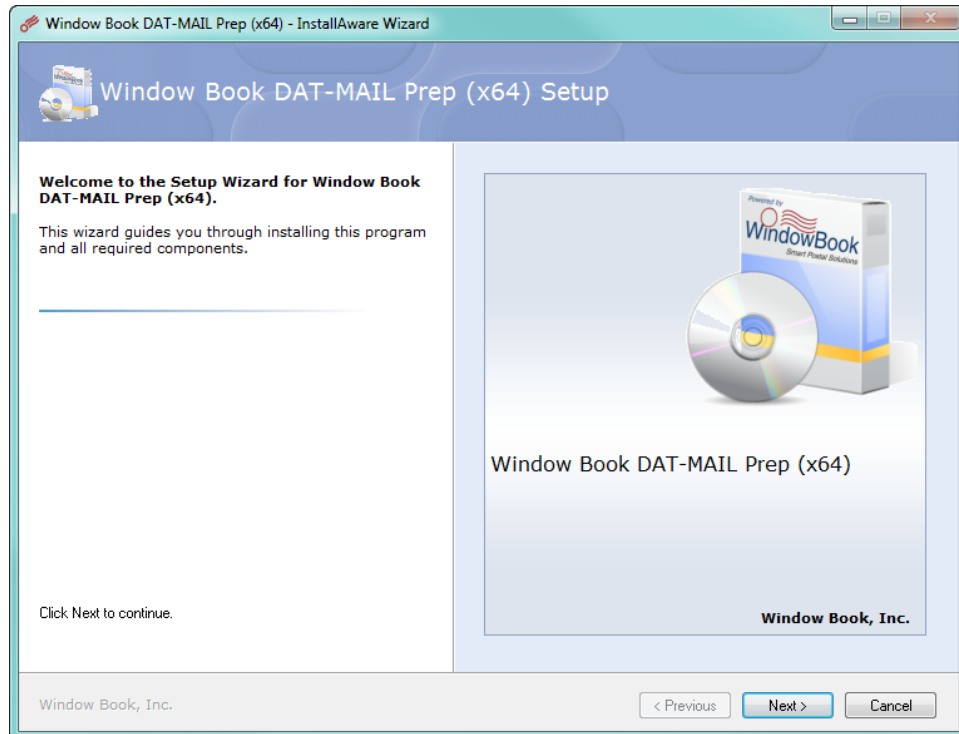 Window Book DAT-MAIL Prep (x64) - InstallAware Wizard
Window Book DAT-MAIL Prep (x64) Setup
Welcome to the Setup Wizard for Window Book
DAT-MAIL Prep (x64).
This wizard guides you through installing this program
and all required components.
Powered by
WindowBook
Smart Postal Solutions
Window Book DAT-MAIL Prep (x64)
Click Next to continue.
Window Book, Inc.
Window Book, Inc.
< Previous
Next >
Cancel